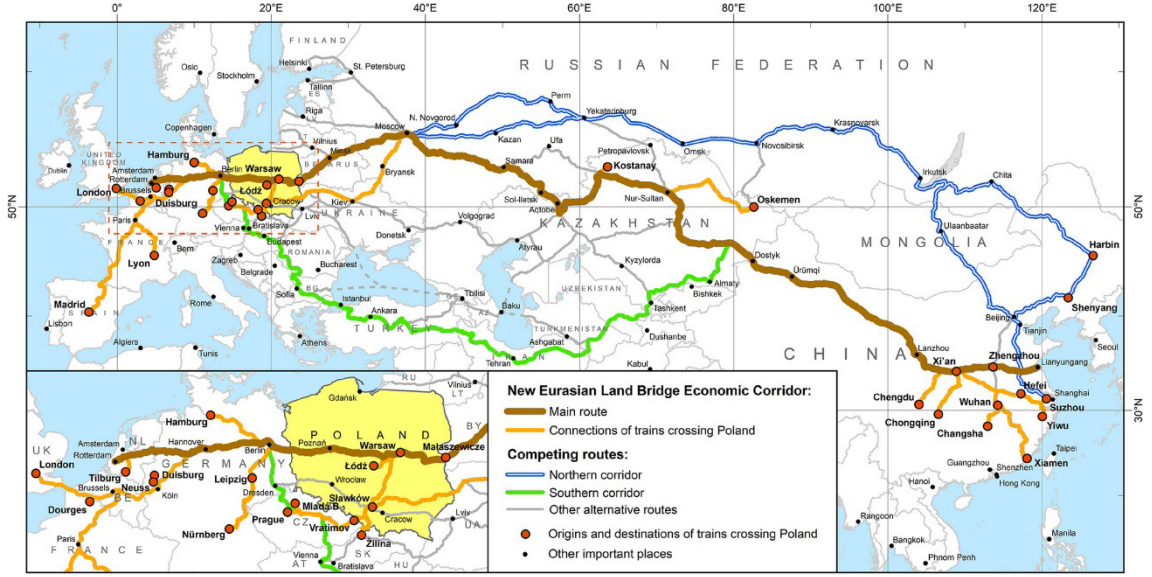 0°
20°E
40°E
60°E
80°E
100°E
120°E
FINLAND
Oslo
Helsinki
St. Petersburg
Stockholm
Tallinn
ES
RUSSIAN FEDERATION
Riga
LT
Copenhagen
Vilnius
Moscow
N. Novgorod
Perm
Yekaterinburg
Kazan
Ufa
Petropavlovsk
Omsk
Novosibirsk
Krasnoyarsk
Irkutsk
Chita
UNITED
KINGDOM
Dublin
Hamburg
Amsterdam
Rotterdam
Berlin
Warsaw
Minsk
BELARUS
Bryansk
Samara
Kostanay
London
Brussels
Łódź
Duisburg
Cracow
Lviv
Kiev
UKRAINE
Sol-Iletsk
Aqtobe
Nur-Sultan
Oskemen
50°N
50°N
Paris
FRANCE
Vienna
Bratislava
Budapest
Bern
Zagreb
ROMANIA
Belgrade
Bucharest
Donetsk
Volgograd
Atyrau
KAZAKHSTAN
Ulaanbaatar
MONGOLIA
Harbin
Lyon
Kyzylorda
Dostyk
Ürümqi
Madrid
SPAIN
Lisbon
Rome
Sofia
BG
Istanbul
Ankara
TURKEY
Tbilisi
AZ
Baku
UZBEKISTAN
Tashkent
Bishkek
Almaty
TURKMENISTAN
Ashgabat
Dushanbe
Shenyang
Beijing
Tianjin
Seoul
Algiers
Tunis
Athens
Tehran
IRAN
Kabul
CHINA
Lanzhou
Xi'an
Zhengzhou
Lianyungang
Hefei
Shanghai
Suzhou
Chengdu
Wuhan
Yiwu
Chongqing
Changsha
30°N
Xiamen
Taipei
Guangzhou
Shenzhen
Hong Kong
Hanoi
Rangoon
Bangkok
Manila
Phnom Penh
RU
LT
Vilnius
Gdańsk
Hamburg
UK
Amsterdam
NL
Rotterdam
Hannover
Berlin
Poznań
POLAND
Warsaw
BY
Małaszewicze
London
Tilburg
GERMANY
Duisburg
Łódź
Brussels
Neuss
Köln
BE
Leipzig
Dresden
Wrocław
Sławków
Dourges
Prague
Mladá B.
CZ
Vratimov
Cracow
Lviv
UA
Nürnberg
Žilina
SK
Paris
FRANCE
Vienna
AT
Bratislava
HU
New Eurasian Land Bridge Economic Corridor:
Main route
Connections of trains crossing Poland
Competing routes:
Northern corridor
Southern corridor
Other alternative routes
Origins and destinations of trains crossing Poland
Other important places